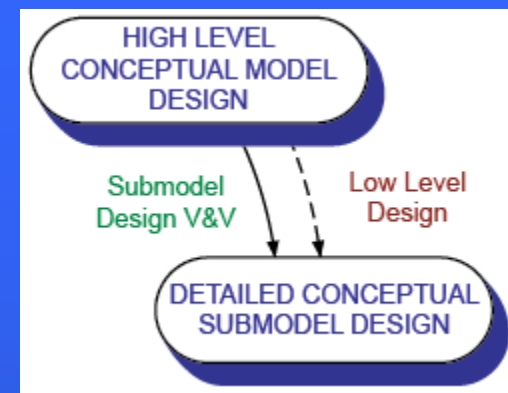 HIGH LEVEL
CONCEPTUAL MODEL
DESIGN
Submodel
Design V&V
Low Level
Design
DETAILED CONCEPTUAL
SUBMODEL DESIGN